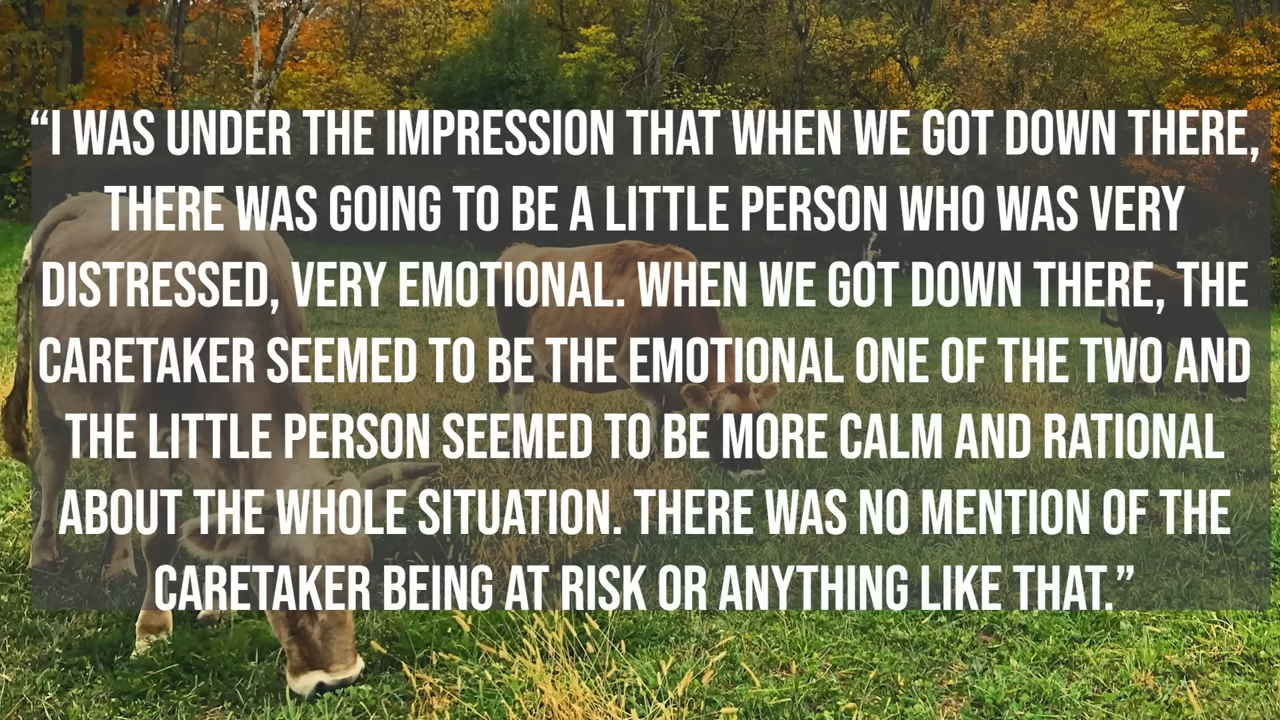 “I WAS UNDER THE IMPRESSION THAT WHEN WE GOT DOWN THERE,
THERE WAS GOING TO BE A LITTLE PERSON WHO WAS VERY
DISTRESSED, VERY EMOTIONAL. WHEN WE GOT DOWN THERE, THE
CARETAKER SEEMED TO BE THE EMOTIONAL ONE OF THE TWO AND
THE LITTLE PERSON SEEMED TO BE MORE CALM AND RATIONAL
ABOUT THE WHOLE SITUATION. THERE WAS NO MENTION OF THE
CARETAKER BEING AT RISK OR ANYTHING LIKE THAT.”